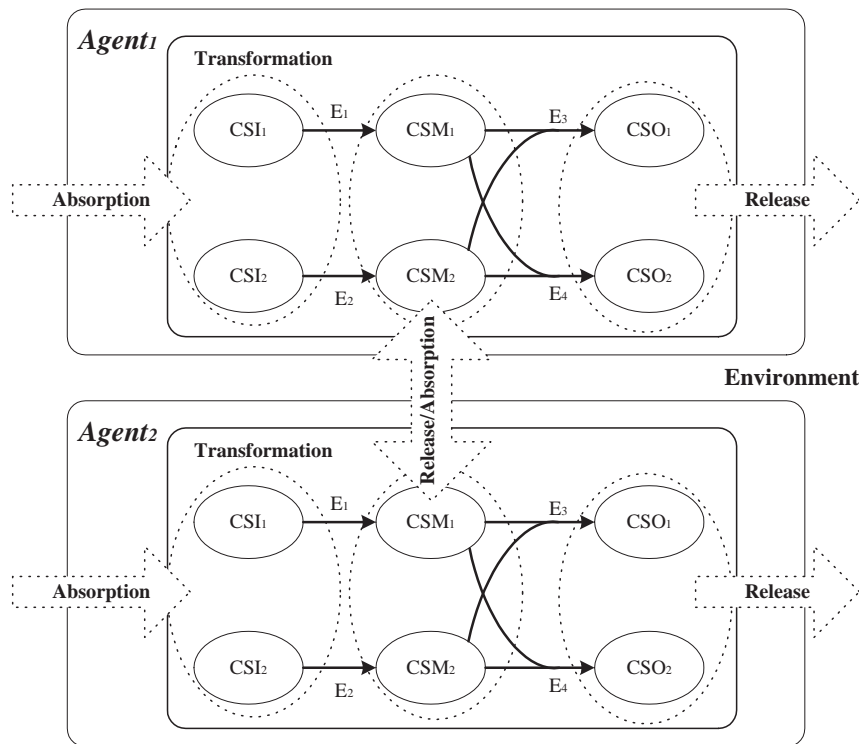 Agent1
Transformation
E1
E3
CSI1
CSM1
CSO1
Absorption
Release
CSI2
CSM2
CSO2
E2
E4
Release/Absorption
Environment
Agent2
Transformation
E1
E3
CSI1
CSM1
CSO1
Absorption
Release
CSI2
CSM2
CSO2
E2
E4